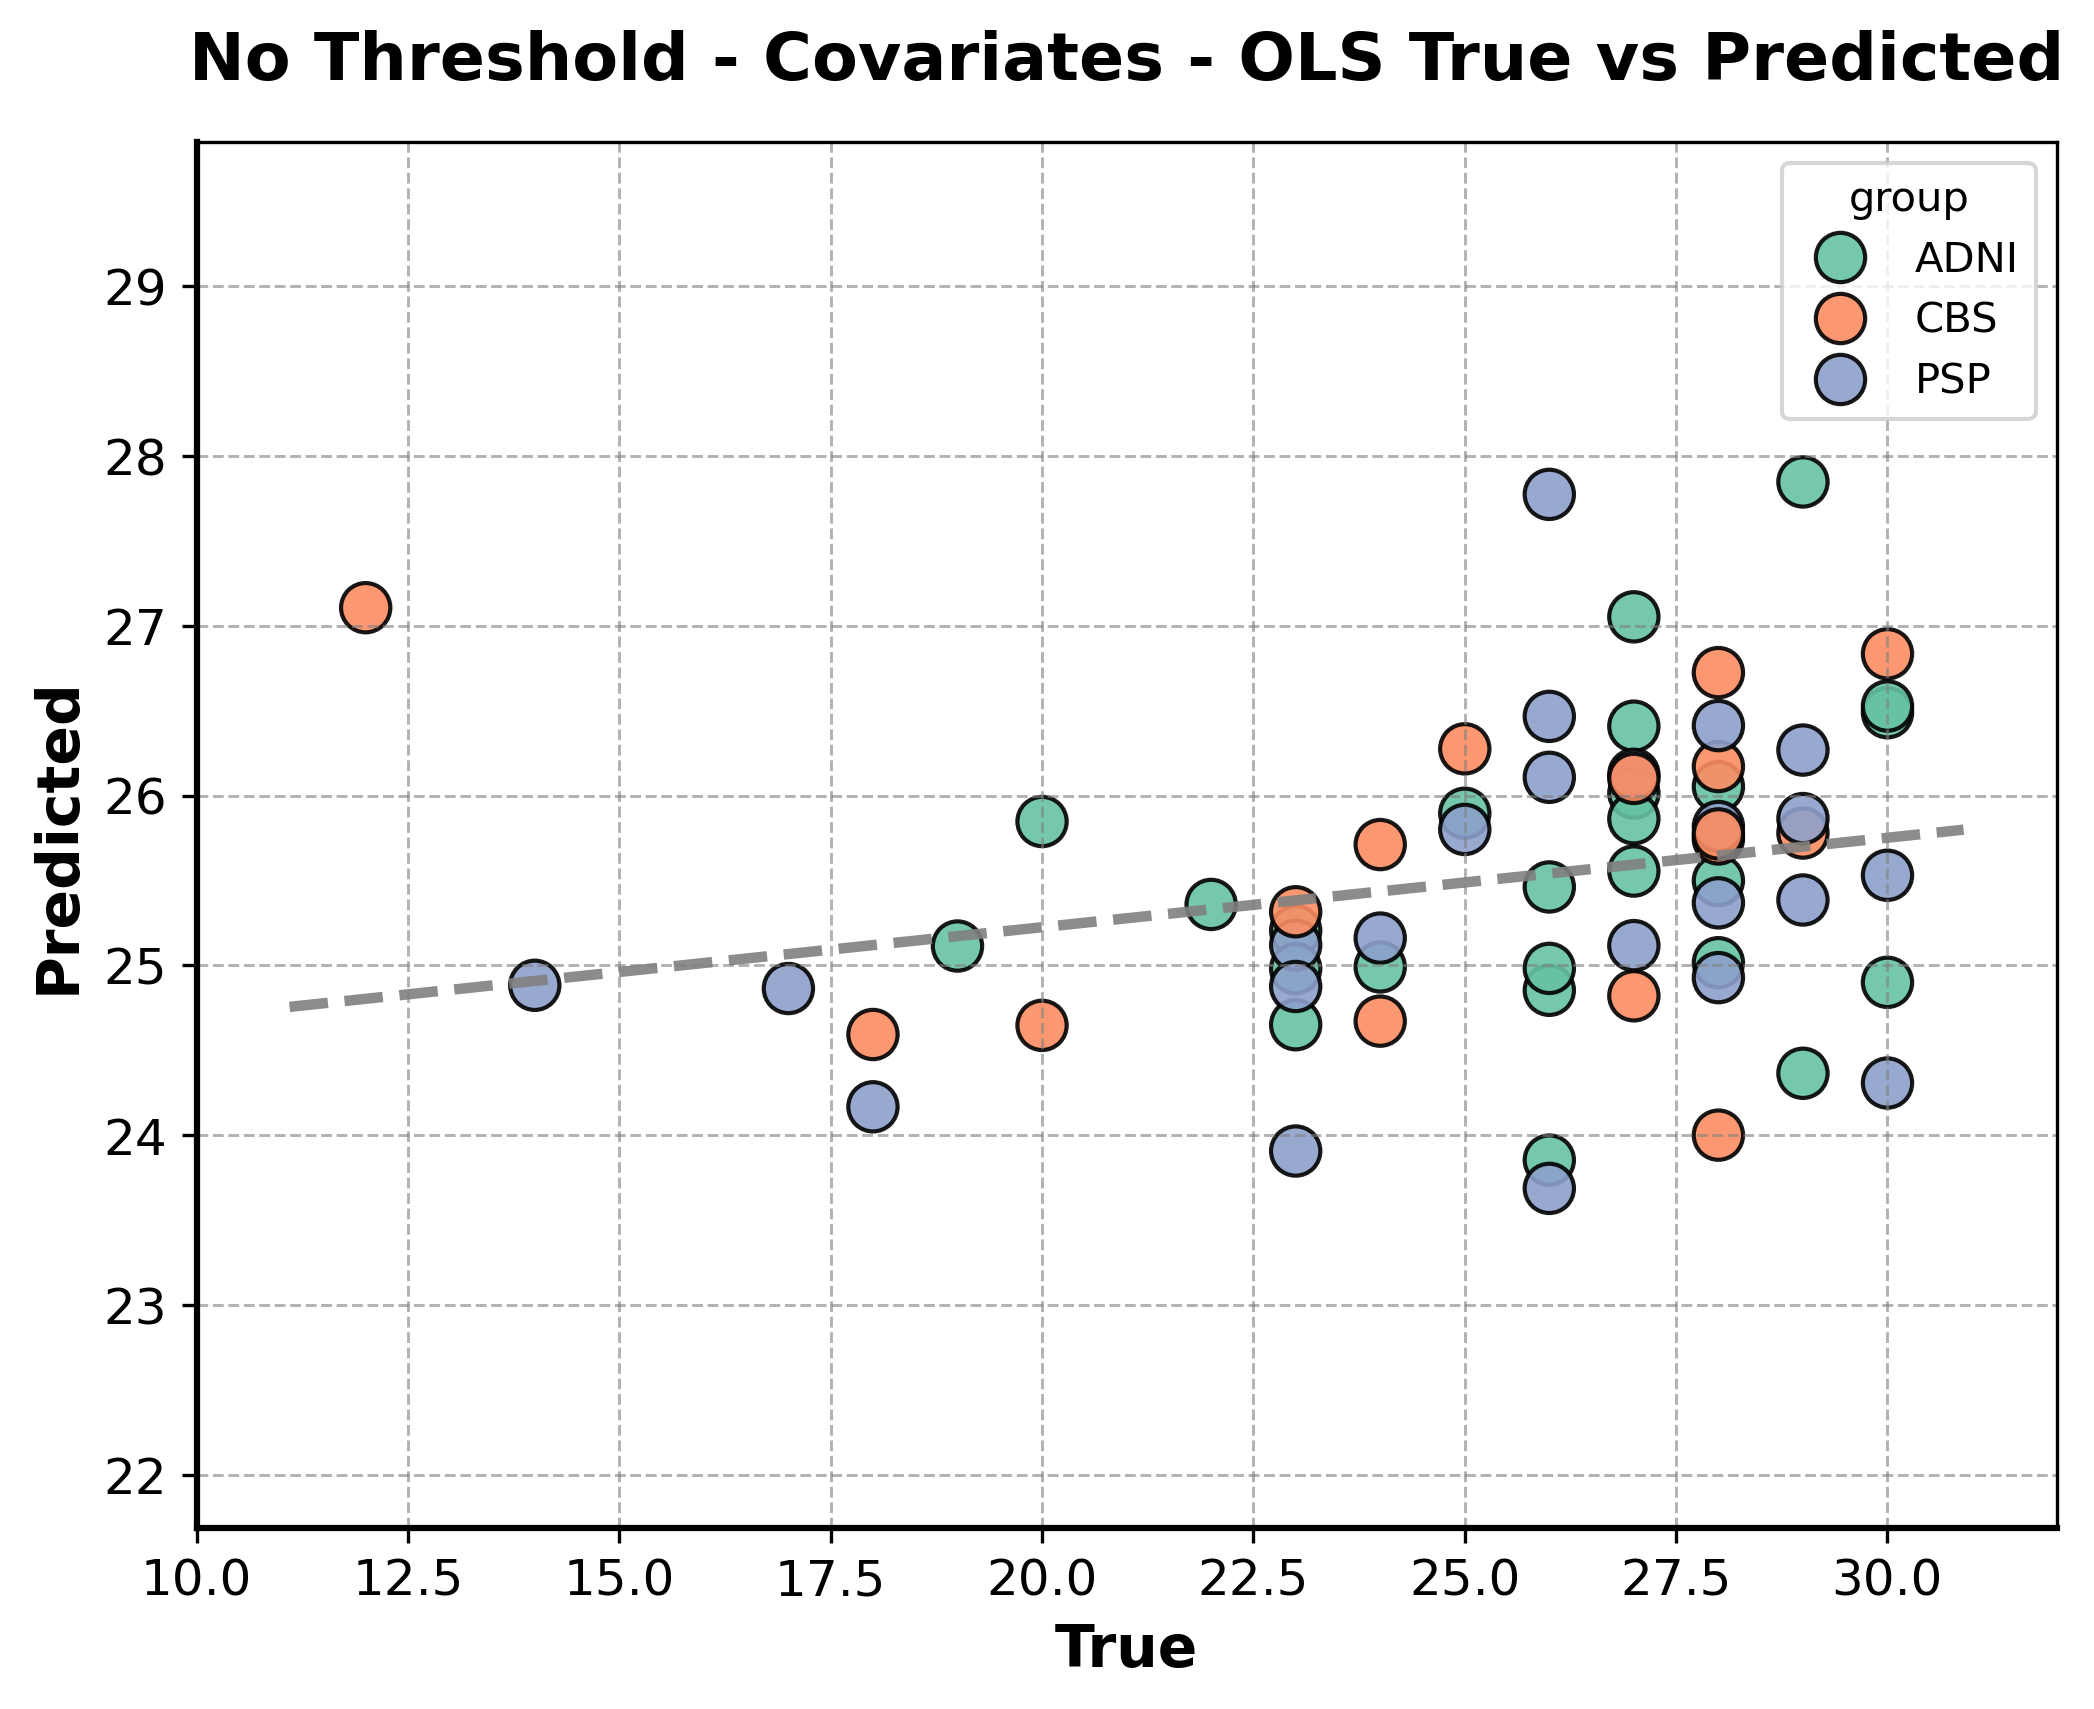 No Threshold - Covariates - OLS True vs Predicted
group
ADNI
CBS
PSP
Predicted
29
28
27
26
25
24
23
22
10.0 12.5 15.0 17.5 20.0 22.5 25.0 27.5 30.0
True